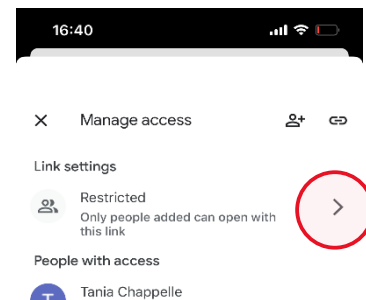 16:40
Manage access
Link settings
Restricted
Only people added can open with
this link
People with access
T
Tania Chappelle